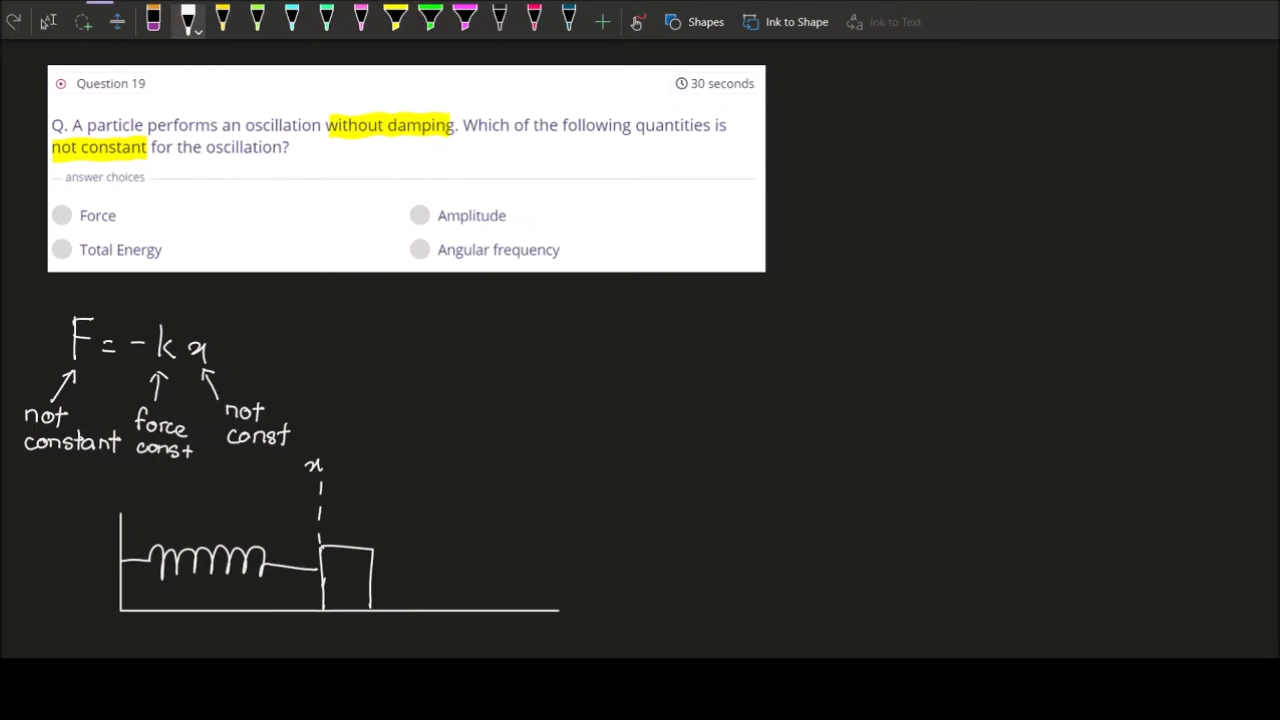 Shapes
Ink to Shape
Ink to Text
Question 19
30 seconds
Q. A particle performs an oscillation without damping. Which of the following quantities is
not constant for the oscillation?
answer choices
Force
Amplitude
Total Energy
Angular frequency
F = - k x
not
constant
force
const
not
const
x